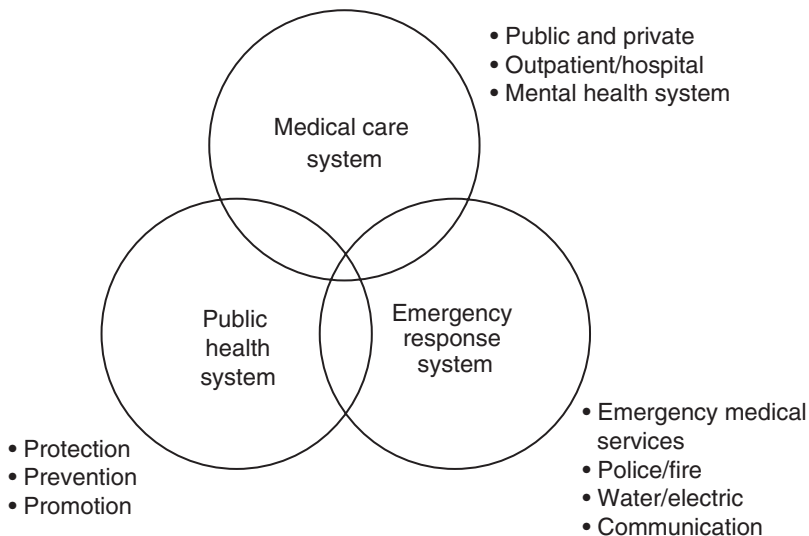 • Public and private
• Outpatient/hospital
• Mental health system
Medical care
system
Public
health
system
Emergency
response
system
• Protection
• Prevention
• Promotion
• Emergency medical
services
• Police/fire
• Water/electric
• Communication